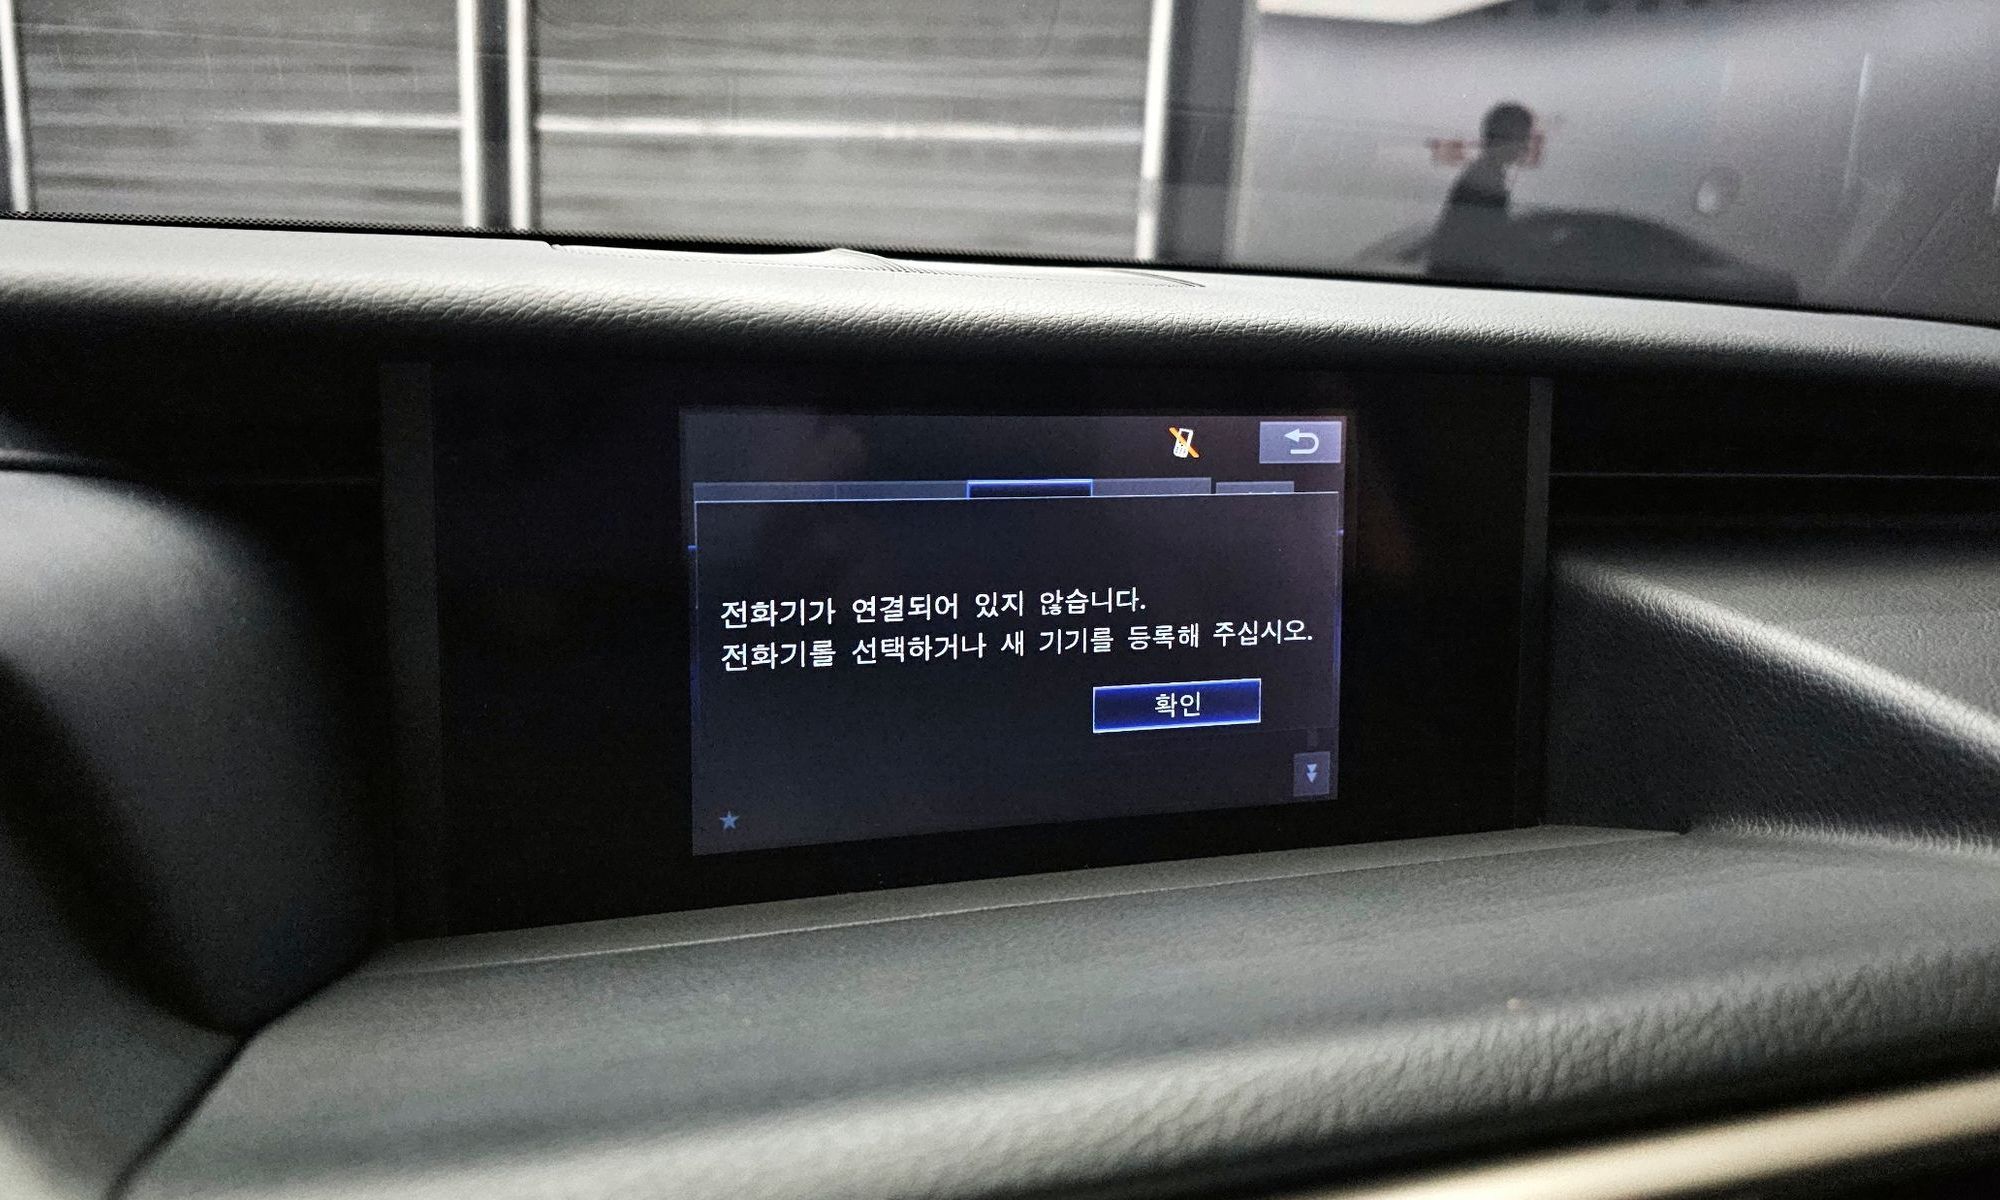 전화기가 연결되어 있지 않습니다.
전화기를 선택하거나 새 기기를 등록해 주십시오.
확인